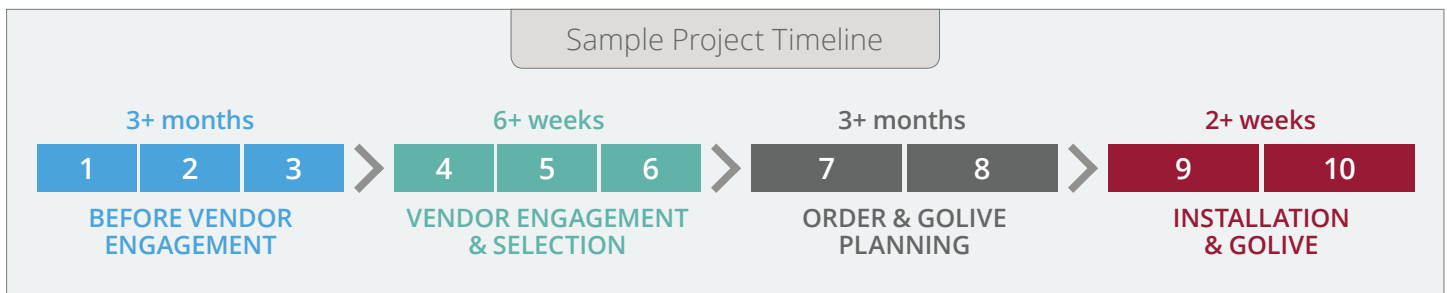 Sample Project Timeline
3+ months
6+ weeks
3+ months
2+ weeks
1 2 3
4 5 6
7 8
9 10
BEFORE VENDOR
ENGAGEMENT
VENDOR ENGAGEMENT
& SELECTION
ORDER & GOLIVE
PLANNING
INSTALLATION
& GOLIVE